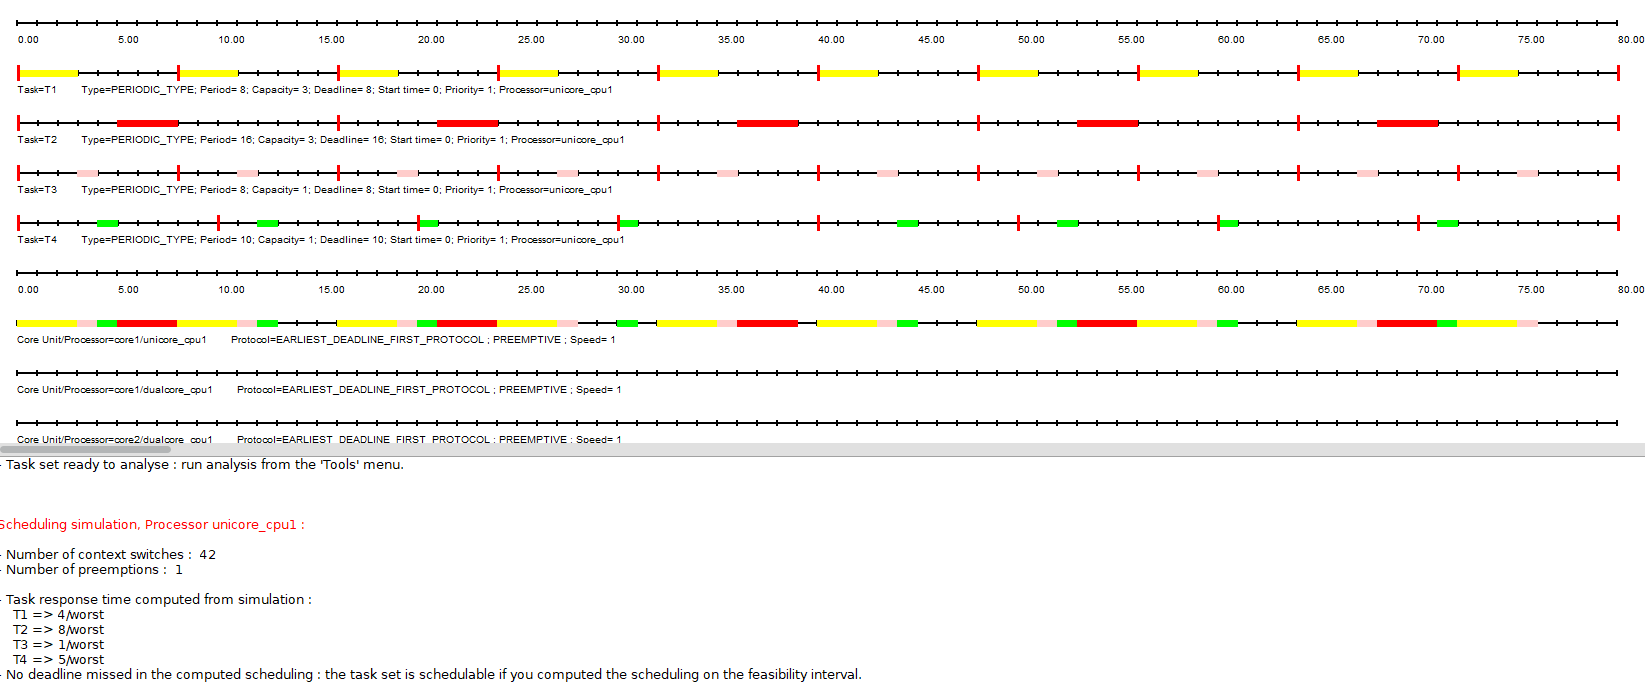 0.00 5.00 10.00 15.00 20.00 25.00 30.00 35.00 40.00 45.00 50.00 55.00 60.00 65.00 70.00 75.00 80.00
Task=T1 Type=PERIODIC_TYPE; Period= 8; Capacity= 3; Deadline= 8; Start time= 0; Priority= 1; Processor=unicore_cpu1
Task=T2 Type=PERIODIC_TYPE; Period= 16; Capacity= 3; Deadline= 16; Start time= 0; Priority= 1; Processor=unicore_cpu1
Task=T3 Type=PERIODIC_TYPE; Period= 8; Capacity= 1; Deadline= 8; Start time= 0; Priority= 1; Processor=unicore_cpu1
Task=T4 Type=PERIODIC_TYPE; Period= 10; Capacity= 1; Deadline= 10; Start time= 0; Priority= 1; Processor=unicore_cpu1
0.00 5.00 10.00 15.00 20.00 25.00 30.00 35.00 40.00 45.00 50.00 55.00 60.00 65.00 70.00 75.00 80.00
Core Unit/Processor=core1/unicore_cpu1 Protocol=EARLIEST_DEADLINE_FIRST_PROTOCOL ; PREEMPTIVE ; Speed= 1
Core Unit/Processor=core1/dualcore_cpu1 Protocol=EARLIEST_DEADLINE_FIRST_PROTOCOL ; PREEMPTIVE ; Speed= 1
Core Unit/Processor=core2/dualcore_cpu1 Protocol=EARLIEST_DEADLINE_FIRST_PROTOCOL ; PREEMPTIVE ; Speed= 1
- Task set ready to analyse : run analysis from the 'Tools' menu.
Scheduling simulation, Processor unicore_cpu1 :
- Number of context switches : 42
- Number of preemptions : 1
- Task response time computed from simulation :
T1 => 4/worst
T2 => 8/worst
T3 => 1/worst
T4 => 5/worst
- No deadline missed in the computed scheduling : the task set is schedulable if you computed the scheduling on the feasibility interval.